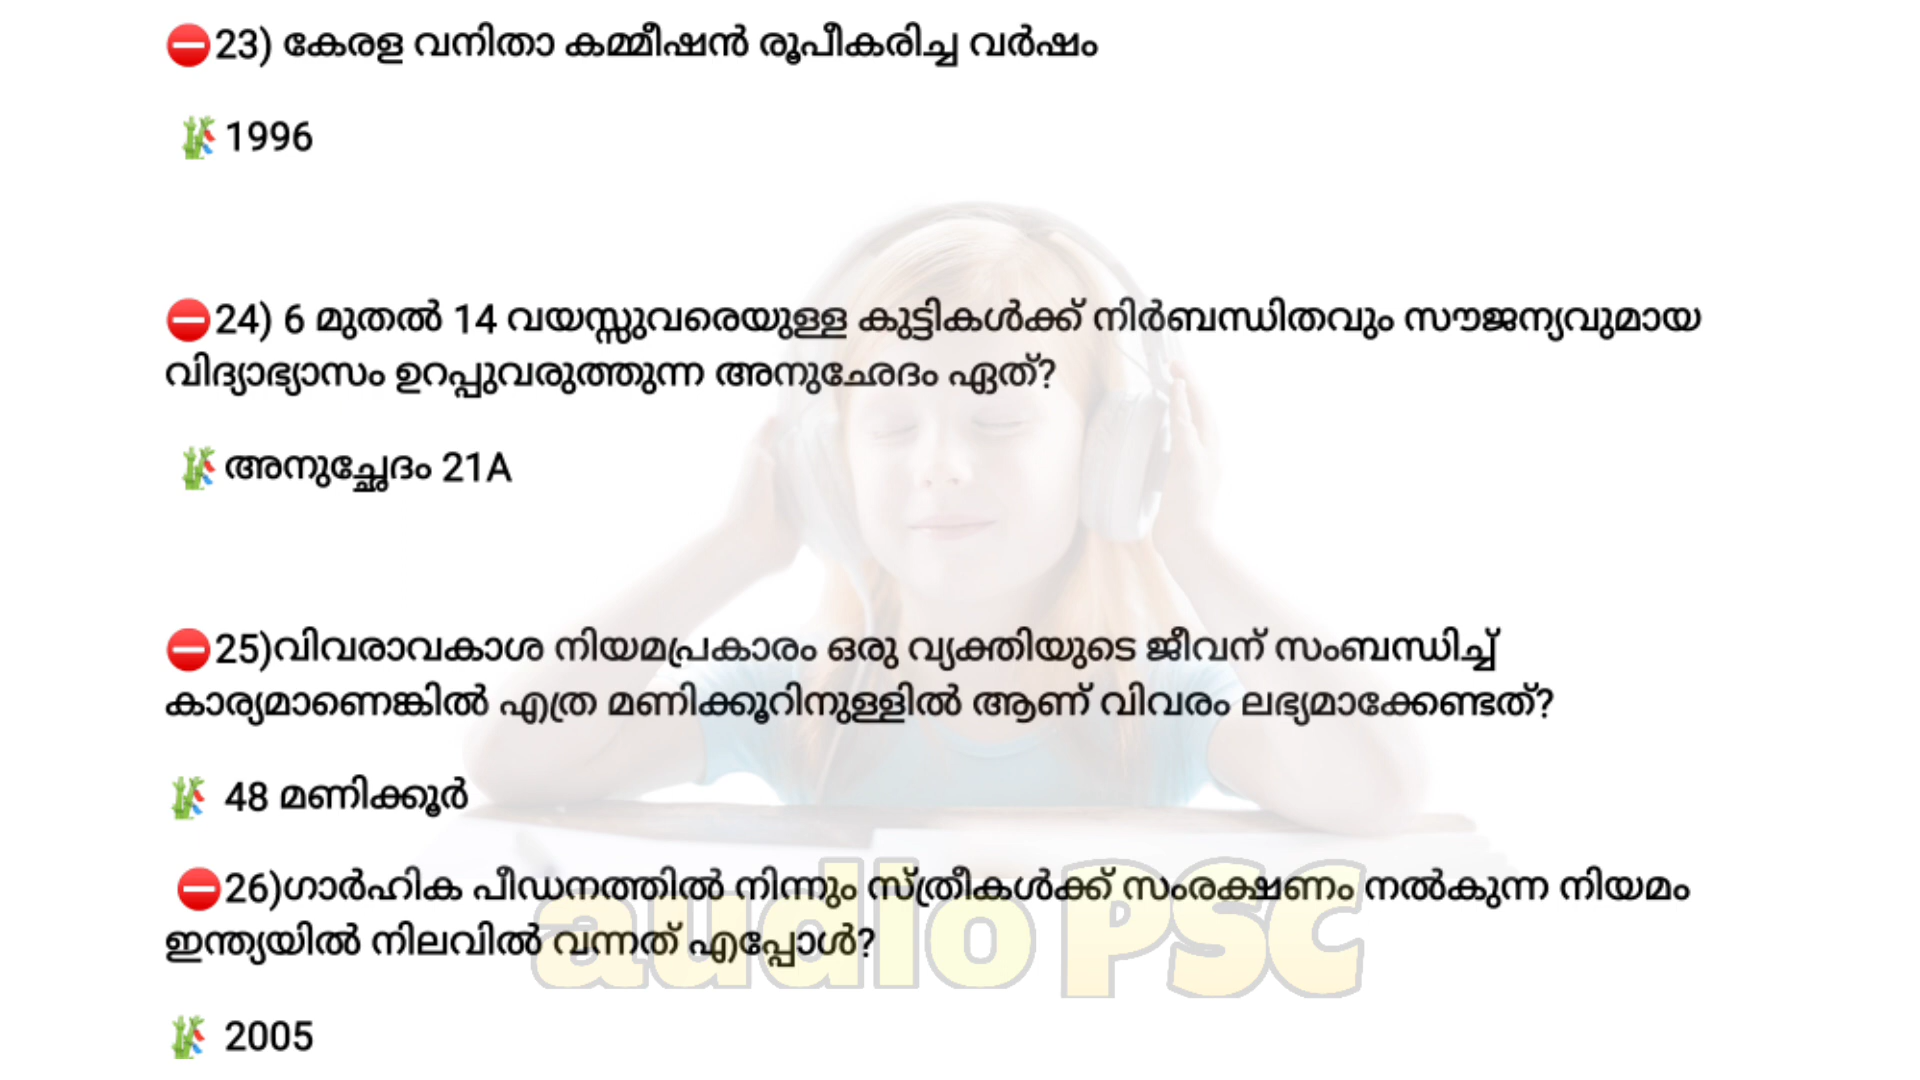 ⛔23) കേരള വനിതാ കമ്മീഷൻ രൂപീകരിച്ച വർഷം
🎋1996
⛔24) 6 മുതൽ 14 വയസ്സുവരെയുള്ള കുട്ടികൾക്ക് നിർബന്ധിതവും സൗജന്യവുമായ
വിദ്യാഭ്യാസം ഉറപ്പുവരുത്തുന്ന അനുഛേദം ഏത്?
🎋അനുച്ഛേദം 21A
⛔25)വിവരാവകാശ നിയമപ്രകാരം ഒരു വ്യക്തിയുടെ ജീവന് സംബന്ധിച്ച്
കാര്യമാണെങ്കിൽ എത്ര മണിക്കൂറിനുള്ളിൽ ആണ് വിവരം ലഭ്യമാക്കേണ്ടത്?
🎋 48 മണിക്കൂർ
⛔26)ഗാർഹിക പീഡനത്തിൽ നിന്നും സ്ത്രീകൾക്ക് സംരക്ഷണം നൽകുന്ന നിയമം
ഇന്ത്യയിൽ നിലവിൽ വന്നത് എപ്പോൾ?
audio PSC
🎋 2005